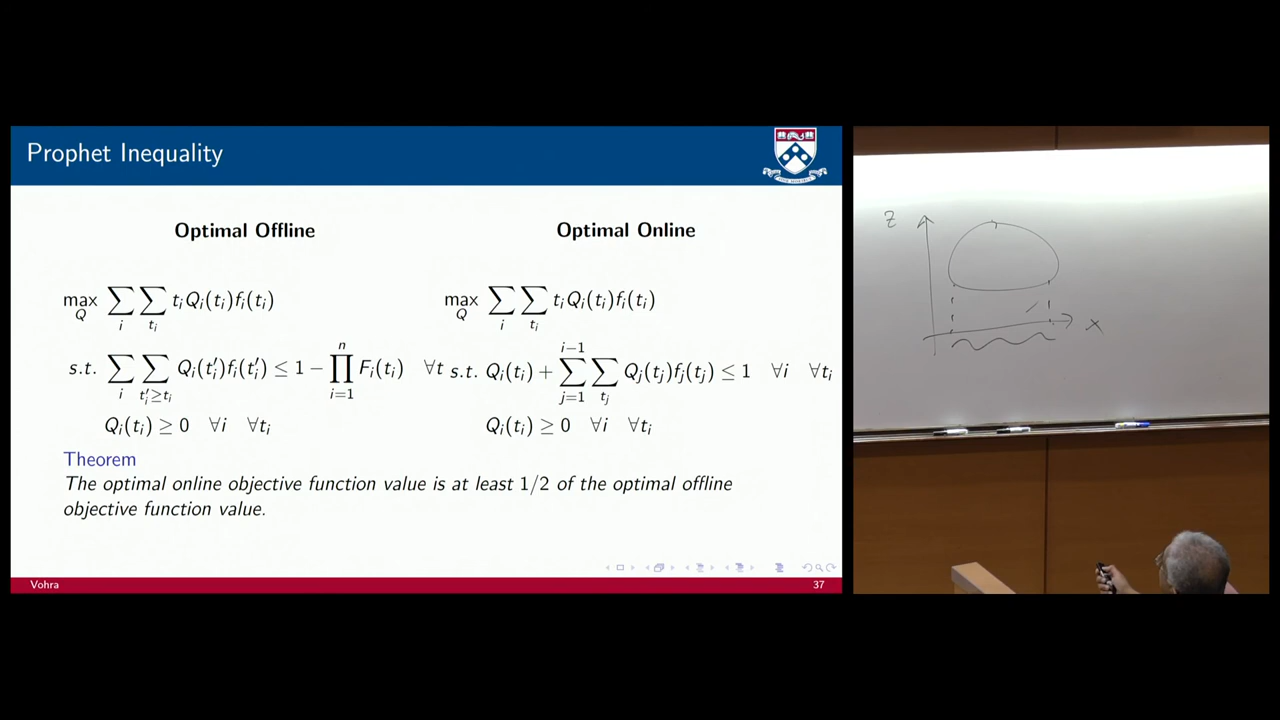 Prophet Inequality
Optimal Offline
Optimal Online
max_Q ∑_i ∑_{t_i} t_i Q_i(t_i) f_i(t_i)
max_Q ∑_i ∑_{t_i} t_i Q_i(t_i) f_i(t_i)
s.t. ∑_i ∑_{t'_i ≥ t_i} Q_i(t'_i) f_i(t'_i) ≤ 1 − ∏_{i=1}^{n} F_i(t_i) ∀t
s.t. Q_i(t_i) + ∑_{j=1}^{i−1} ∑_{t_j} Q_j(t_j) f_j(t_j) ≤ 1 ∀i ∀t_i
Q_i(t_i) ≥ 0 ∀i ∀t_i
Q_i(t_i) ≥ 0 ∀i ∀t_i
Theorem
The optimal online objective function value is at least 1/2 of the optimal offline
objective function value.
Vohra
37
z
x